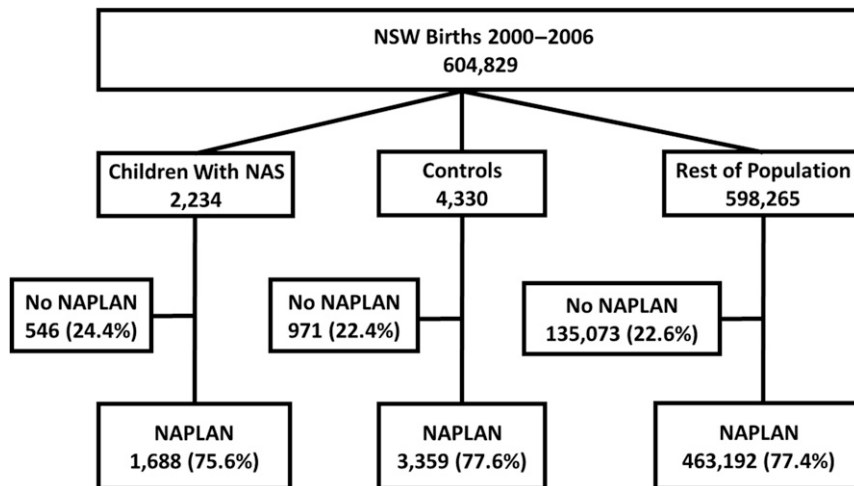 NSW Births 2000–2006
604,829
Children With NAS
2,234
Controls
4,330
Rest of Population
598,265
No NAPLAN
546 (24.4%)
No NAPLAN
971 (22.4%)
No NAPLAN
135,073 (22.6%)
NAPLAN
1,688 (75.6%)
NAPLAN
3,359 (77.6%)
NAPLAN
463,192 (77.4%)